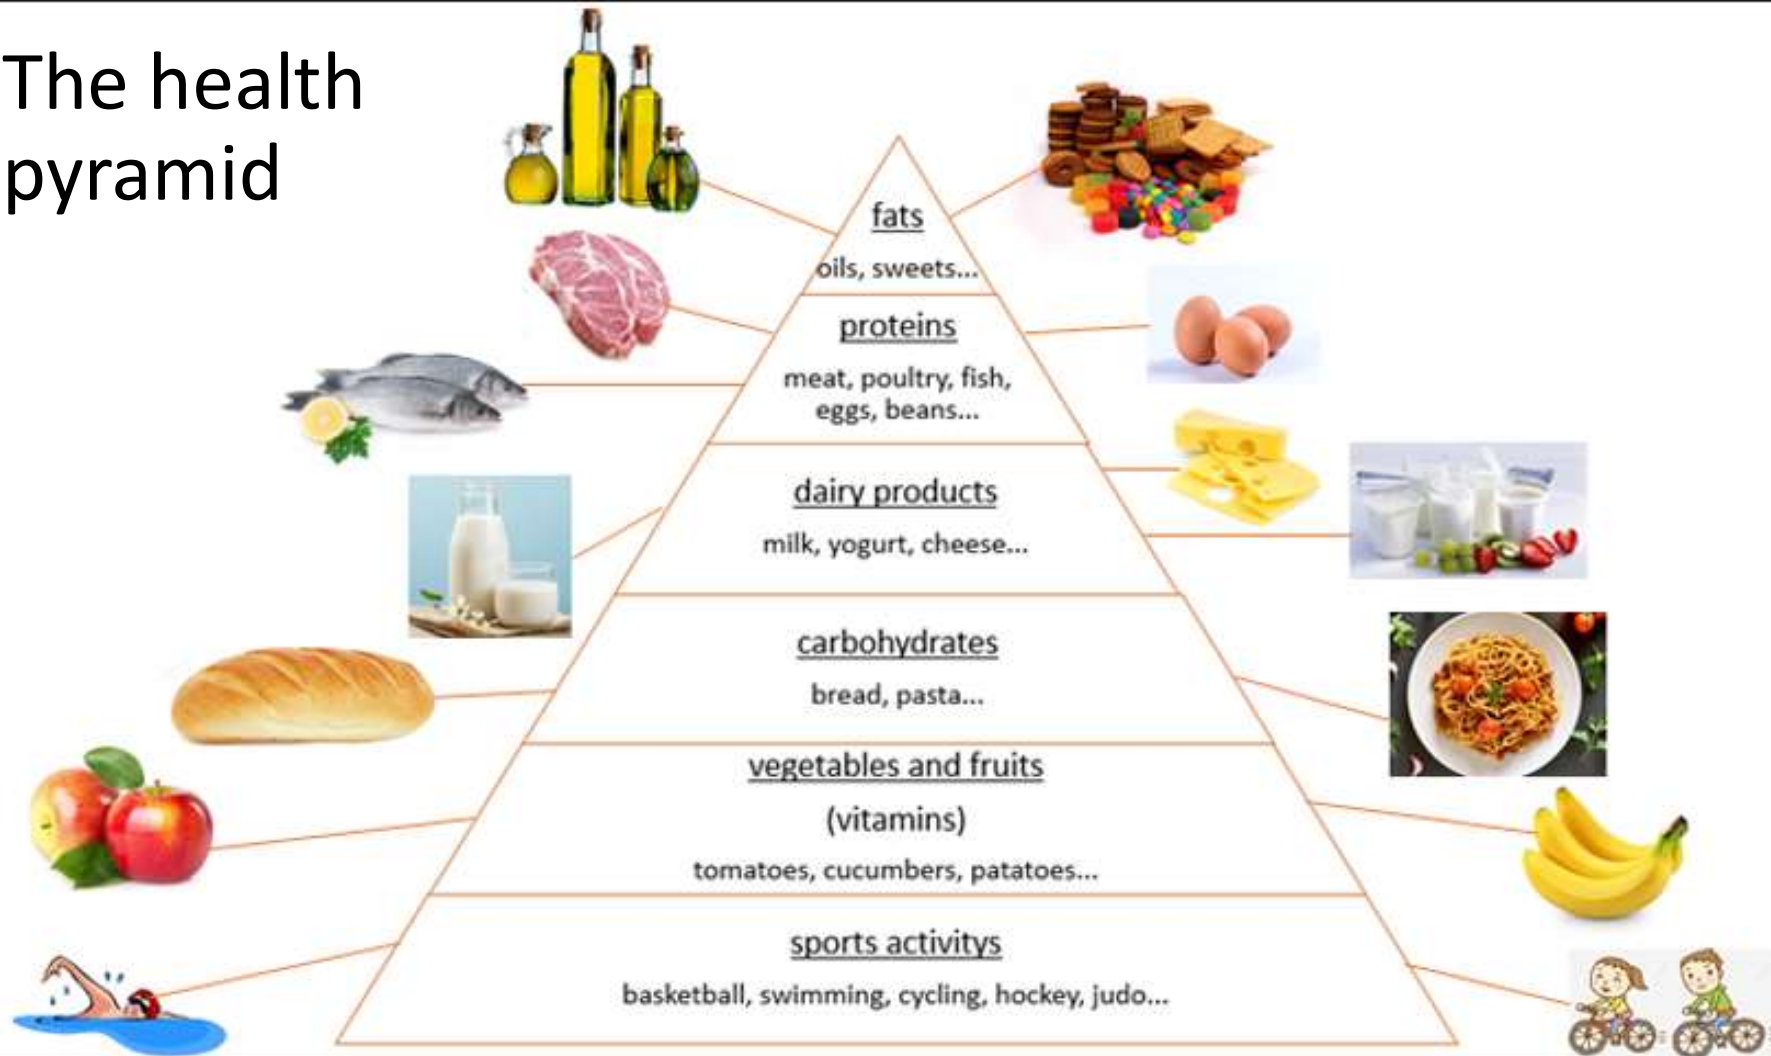 The health
pyramid
fats
oils, sweets...
proteins
meat, poultry, fish,
eggs, beans...
dairy products
milk, yogurt, cheese...
carbohydrates
bread, pasta...
vegetables and fruits
(vitamins)
tomatoes, cucumbers, patatoes...
sports activitys
basketball, swimming, cycling, hockey, judo...